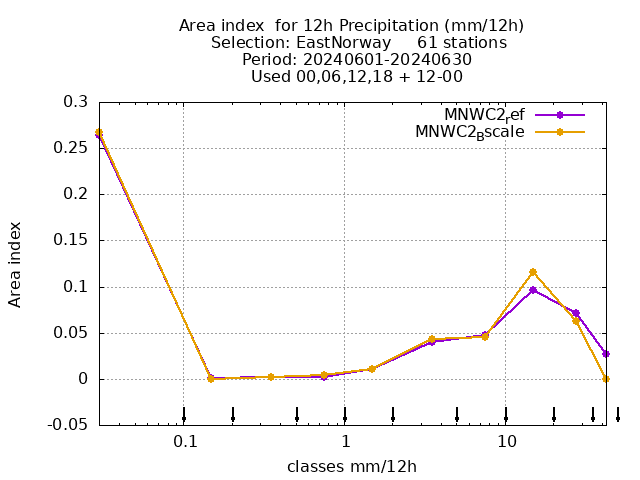 Area index  for 12h Precipitation (mm/12h)
Selection: EastNorway     61 stations
Period: 20240601-20240630
Used 00,06,12,18 + 12-00
MNWC2ref
MNWC2Bscale
0.3
0.25
0.2
0.15
0.1
0.05
0
-0.05
Area index
0.1
1
10
classes mm/12h